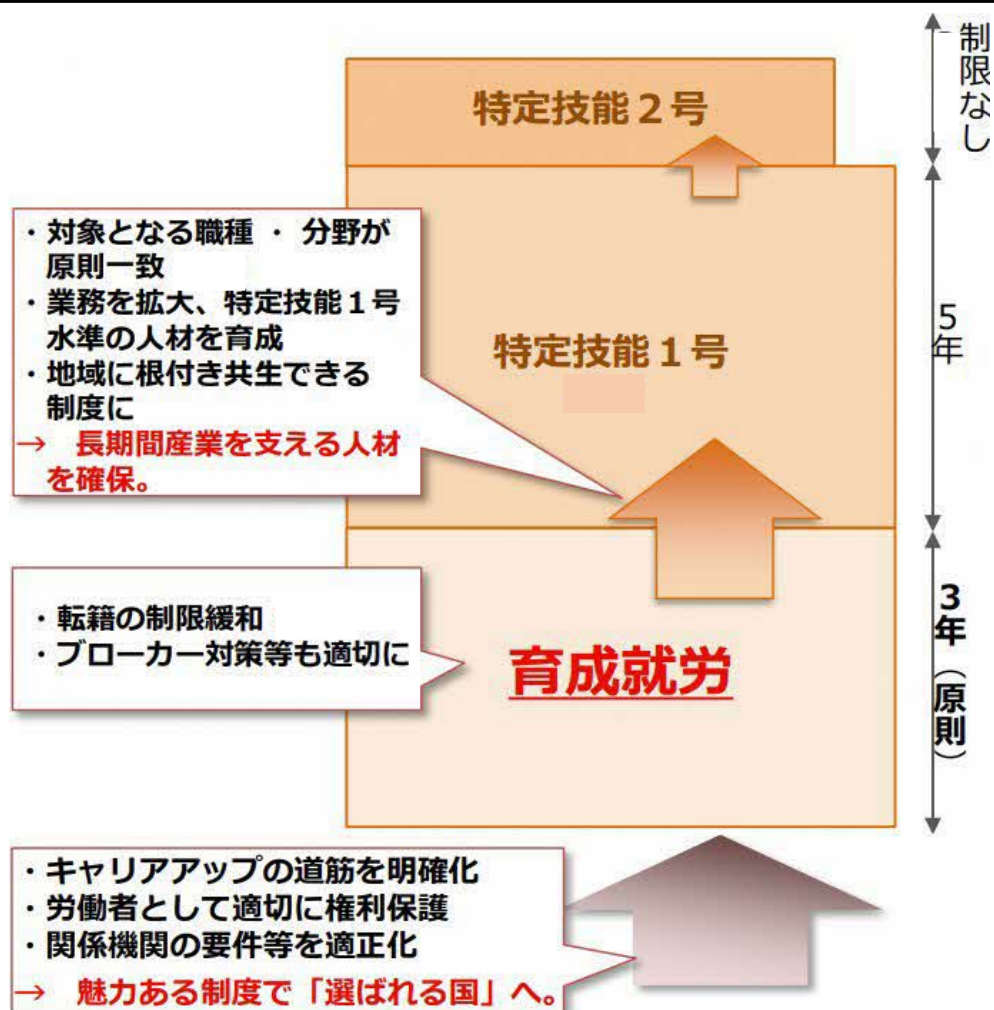 制限なし
特定技能２号
・対象となる職種 ・ 分野が
原則一致
・業務を拡大、特定技能１号
水準の人材を育成
・地域に根付き共生できる
制度に
→ 長期間産業を支える人材
を確保。
特定技能１号
5年
・転籍の制限緩和
・ブローカー対策等も適切に
育成就労
3年（原則）
・キャリアアップの道筋を明確化
・労働者として適切に権利保護
・関係機関の要件等を適正化
→ 魅力ある制度で「選ばれる国」へ。